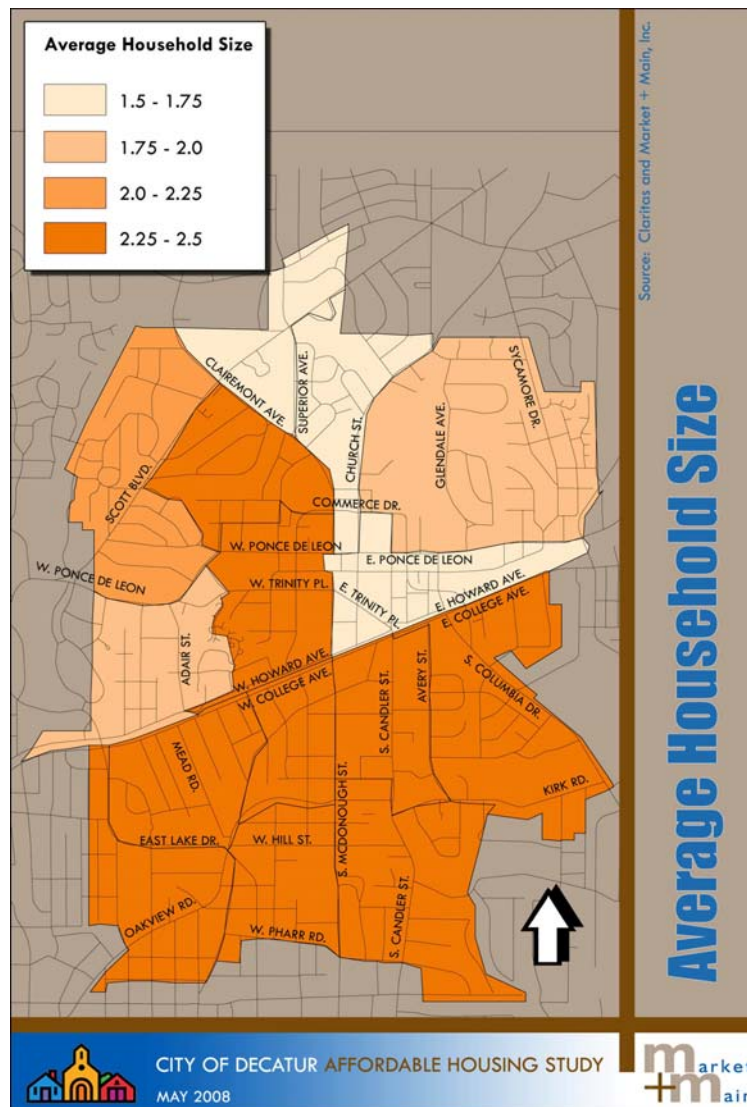 Average Household Size
1.5 - 1.75
1.75 - 2.0
2.0 - 2.25
2.25 - 2.5
Source: Claritas and Market + Main, Inc.
CLAIREMONT AVE.
SUPERIOR AVE.
CHURCH ST.
GLENDALE AVE.
SYCAMORE DR.
SCOTT BLVD.
COMMERCE DR.
W. PONCE DE LEON
W. PONCE DE LEON
E. PONCE DE LEON
W. TRINITY PL.
E. TRINITY PL.
E. HOWARD AVE.
E. COLLEGE AVE.
ADAIR ST.
W. HOWARD AVE.
W. COLLEGE AVE.
S. CANDLER ST.
AVERY ST.
S. COLUMBIA DR.
MEAD RD.
S. MCDONOUGH ST.
KIRK RD.
EAST LAKE DR.
W. HILL ST.
OAKVIEW RD.
W. PHARR RD.
S. CANDLER ST.
Average Household Size
CITY OF DECATUR AFFORDABLE HOUSING STUDY
MAY 2008
market
+main